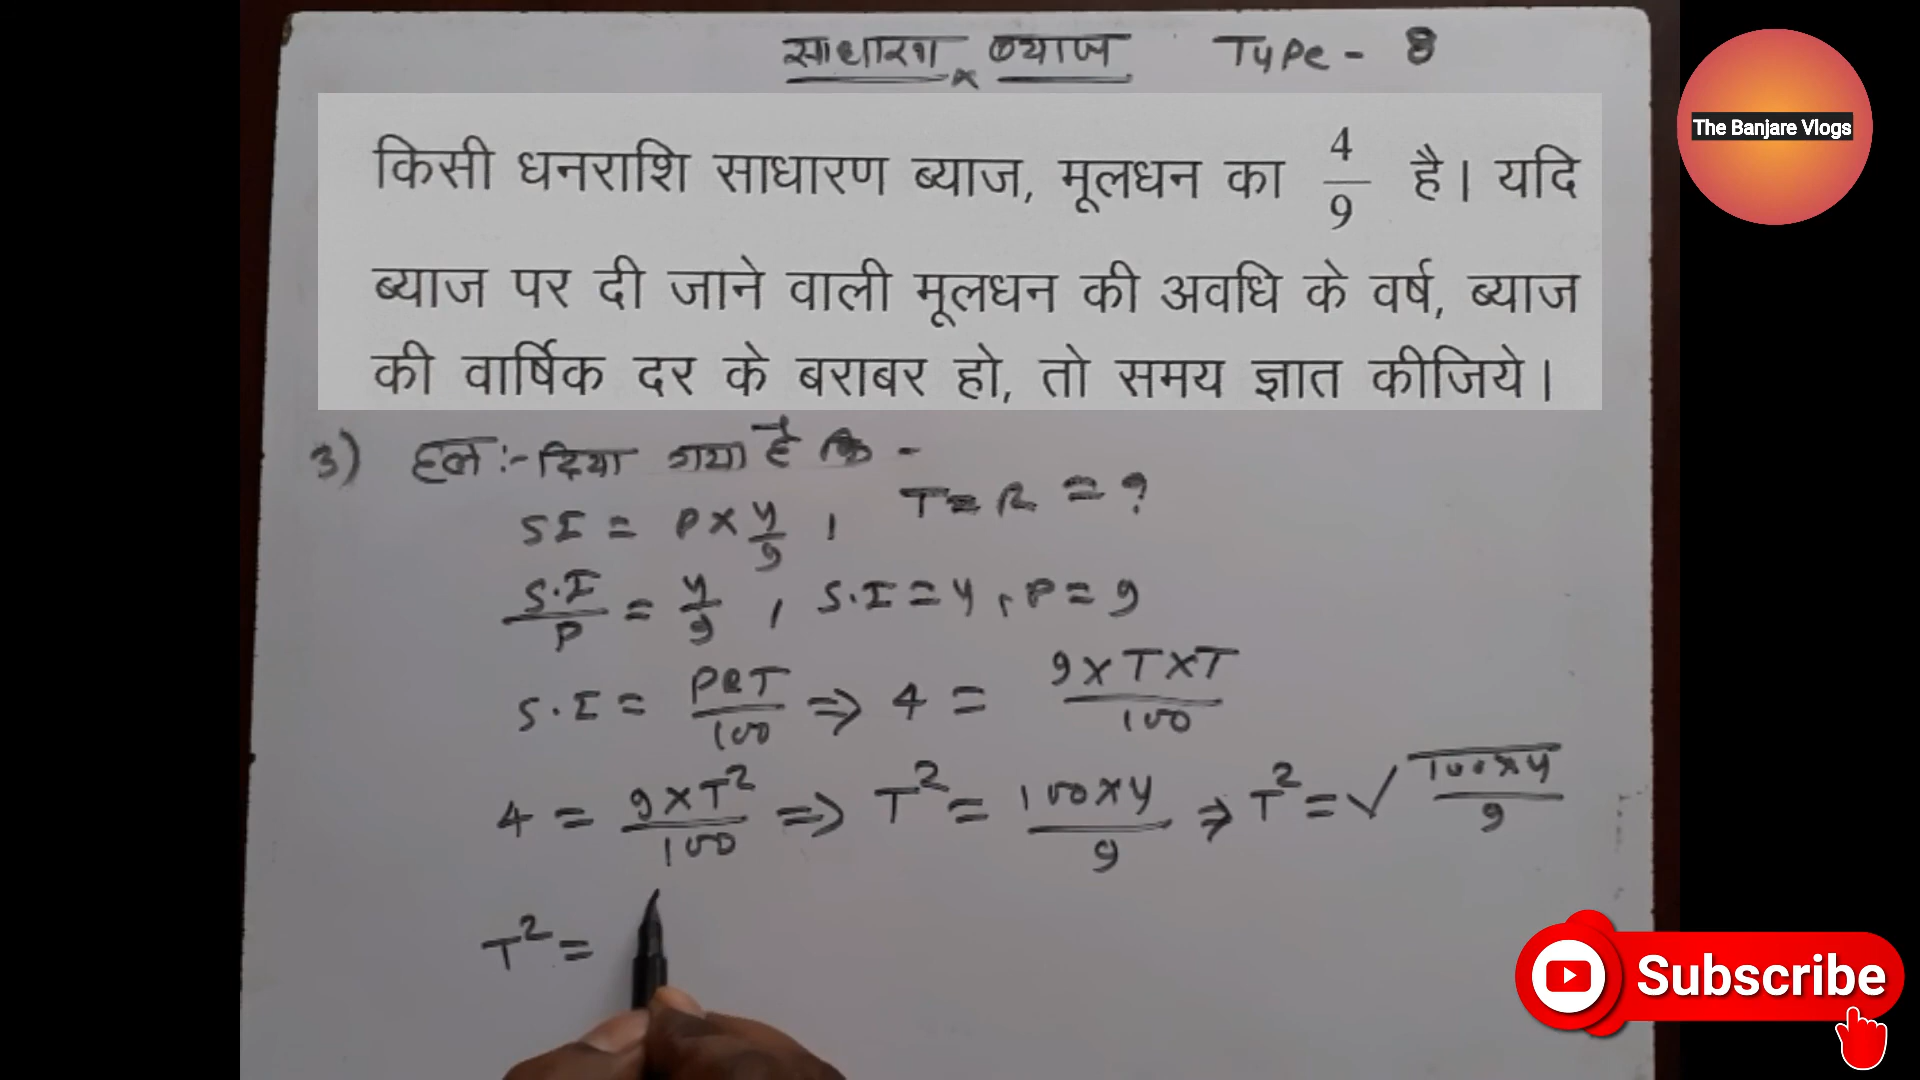 साधारण ब्याज Type - 8
The Banjare Vlogs
किसी धनराशि साधारण ब्याज, मूलधन का 4/9 है। यदि
ब्याज पर दी जाने वाली मूलधन की अवधि के वर्ष, ब्याज
की वार्षिक दर के बराबर हो, तो समय ज्ञात कीजिये।
3) हल :- दिया गया है कि -
SI = P × 4/9 , T = R = ?
S.I/P = 4/9 , S.I = 4 , P = 9
S.I = PRT/100 ⇒ 4 = 9×T×T/100
4 = 9×T²/100 ⇒ T² = 100×4/9 ⇒ T² = √100×4/9
T² =
Subscribe